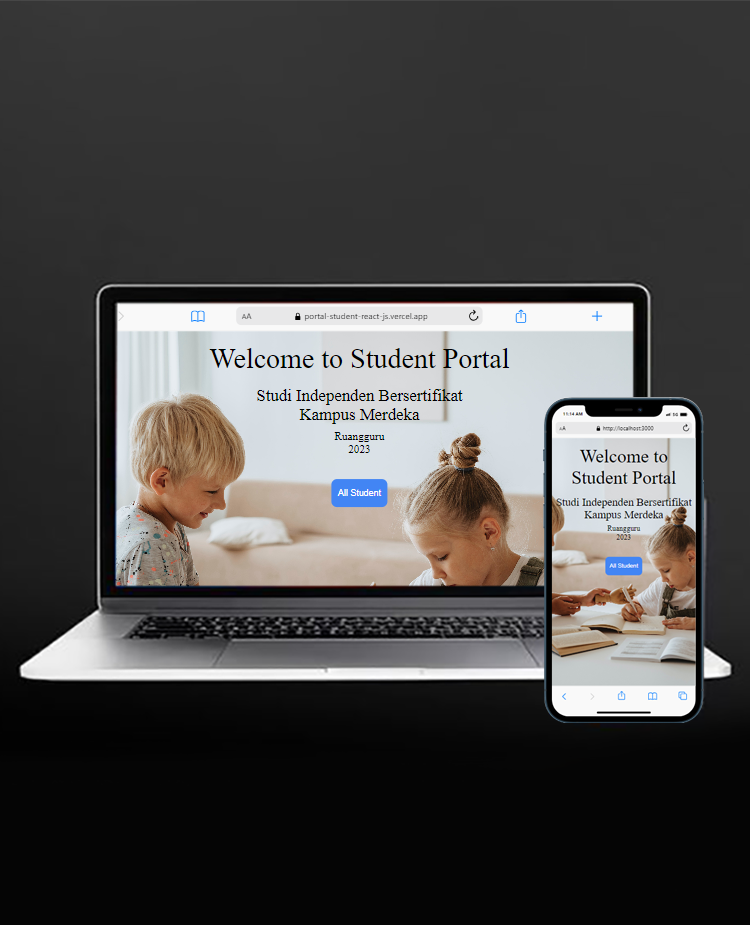 AA portal-student-react-js.vercel.app
Welcome to Student Portal
Studi Independen Bersertifikat
Kampus Merdeka
Ruangguru
2023
All Student
11:14 AM 5G
AA http://localhost:3000
Welcome to
Student Portal
Studi Independen Bersertifikat
Kampus Merdeka
Ruangguru
2023
All Student